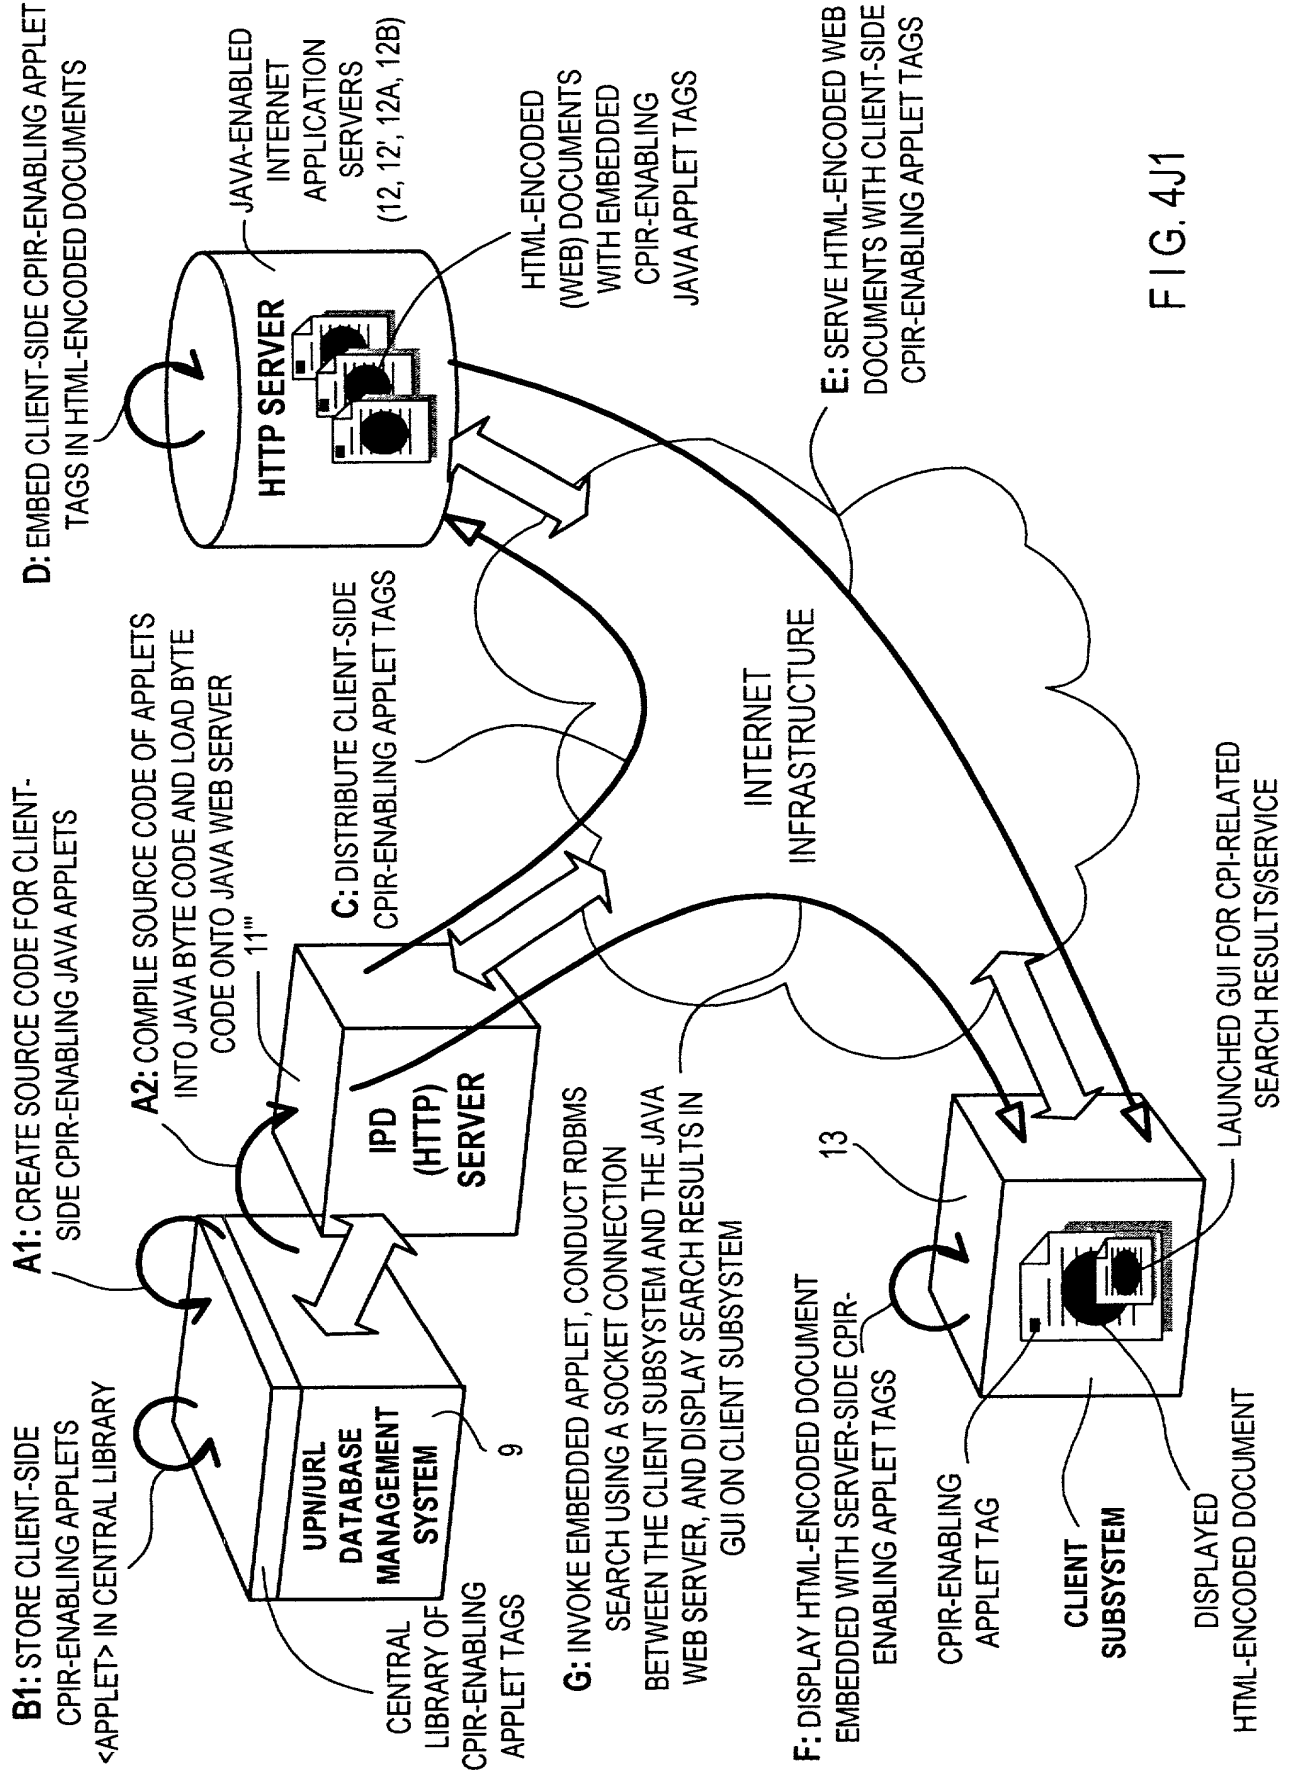 B1: STORE CLIENT-SIDE
CPIR-ENABLING APPLETS
<APPLET> IN CENTRAL LIBRARY
A1: CREATE SOURCE CODE FOR CLIENT-
SIDE CPIR-ENABLING JAVA APPLETS
A2: COMPILE SOURCE CODE OF APPLETS
INTO JAVA BYTE CODE AND LOAD BYTE
CODE ONTO JAVA WEB SERVER
11'''
D: EMBED CLIENT-SIDE CPIR-ENABLING APPLET
TAGS IN HTML-ENCODED DOCUMENTS
JAVA-ENABLED
INTERNET
APPLICATION
SERVERS
(12, 12', 12A, 12B)
HTTP SERVER
HTML-ENCODED
(WEB) DOCUMENTS
WITH EMBEDDED
CPIR-ENABLING
JAVA APPLET TAGS
UPN/URL
DATABASE
MANAGEMENT
SYSTEM
9
CENTRAL
LIBRARY OF
CPIR-ENABLING
APPLET TAGS
IPD
(HTTP)
SERVER
C: DISTRIBUTE CLIENT-SIDE
CPIR-ENABLING APPLET TAGS
G: INVOKE EMBEDDED APPLET, CONDUCT RDBMS
SEARCH USING A SOCKET CONNECTION
BETWEEN THE CLIENT SUBSYSTEM AND THE JAVA
WEB SERVER, AND DISPLAY SEARCH RESULTS IN
GUI ON CLIENT SUBSYSTEM
INTERNET
INFRASTRUCTURE
E: SERVE HTML-ENCODED WEB
DOCUMENTS WITH CLIENT-SIDE
CPIR-ENABLING APPLET TAGS
F: DISPLAY HTML-ENCODED DOCUMENT
EMBEDDED WITH SERVER-SIDE CPIR-
ENABLING APPLET TAGS
13
CPIR-ENABLING
APPLET TAG
CLIENT
SUBSYSTEM
DISPLAYED
HTML-ENCODED DOCUMENT
LAUNCHED GUI FOR CPI-RELATED
SEARCH RESULTS/SERVICE
FIG. 4J1